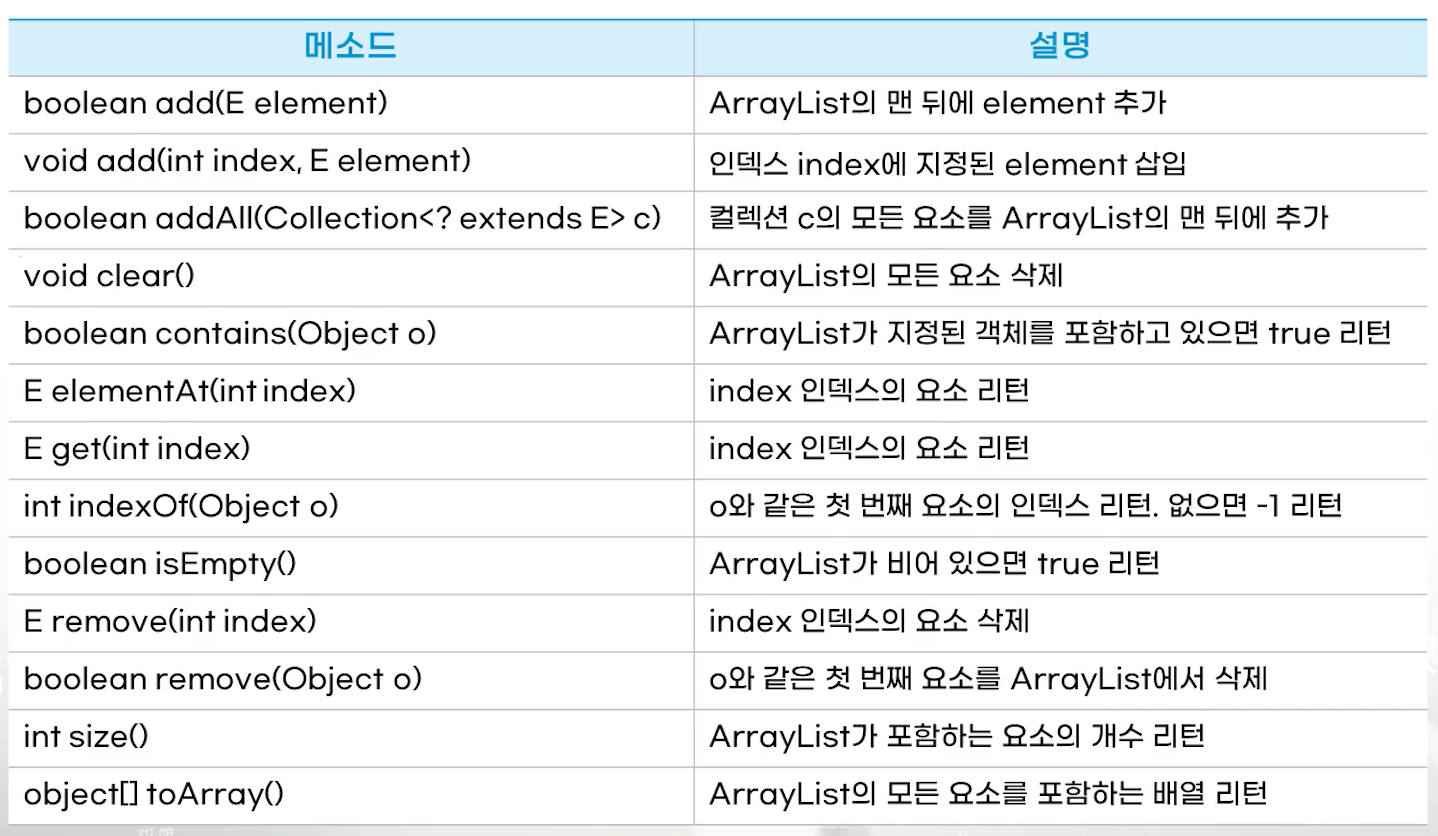 메소드 설명
boolean add(E element) ArrayList의 맨 뒤에 element 추가
void add(int index, E element) 인덱스 index에 지정된 element 삽입
boolean addAll(Collection<? extends E> c) 컬렉션 c의 모든 요소를 ArrayList의 맨 뒤에 추가
void clear() ArrayList의 모든 요소 삭제
boolean contains(Object o) ArrayList가 지정된 객체를 포함하고 있으면 true 리턴
E elementAt(int index) index 인덱스의 요소 리턴
E get(int index) index 인덱스의 요소 리턴
int indexOf(Object o) o와 같은 첫 번째 요소의 인덱스 리턴. 없으면 -1 리턴
boolean isEmpty() ArrayList가 비어 있으면 true 리턴
E remove(int index) index 인덱스의 요소 삭제
boolean remove(Object o) o와 같은 첫 번째 요소를 ArrayList에서 삭제
int size() ArrayList가 포함하는 요소의 개수 리턴
object[] toArray() ArrayList의 모든 요소를 포함하는 배열 리턴